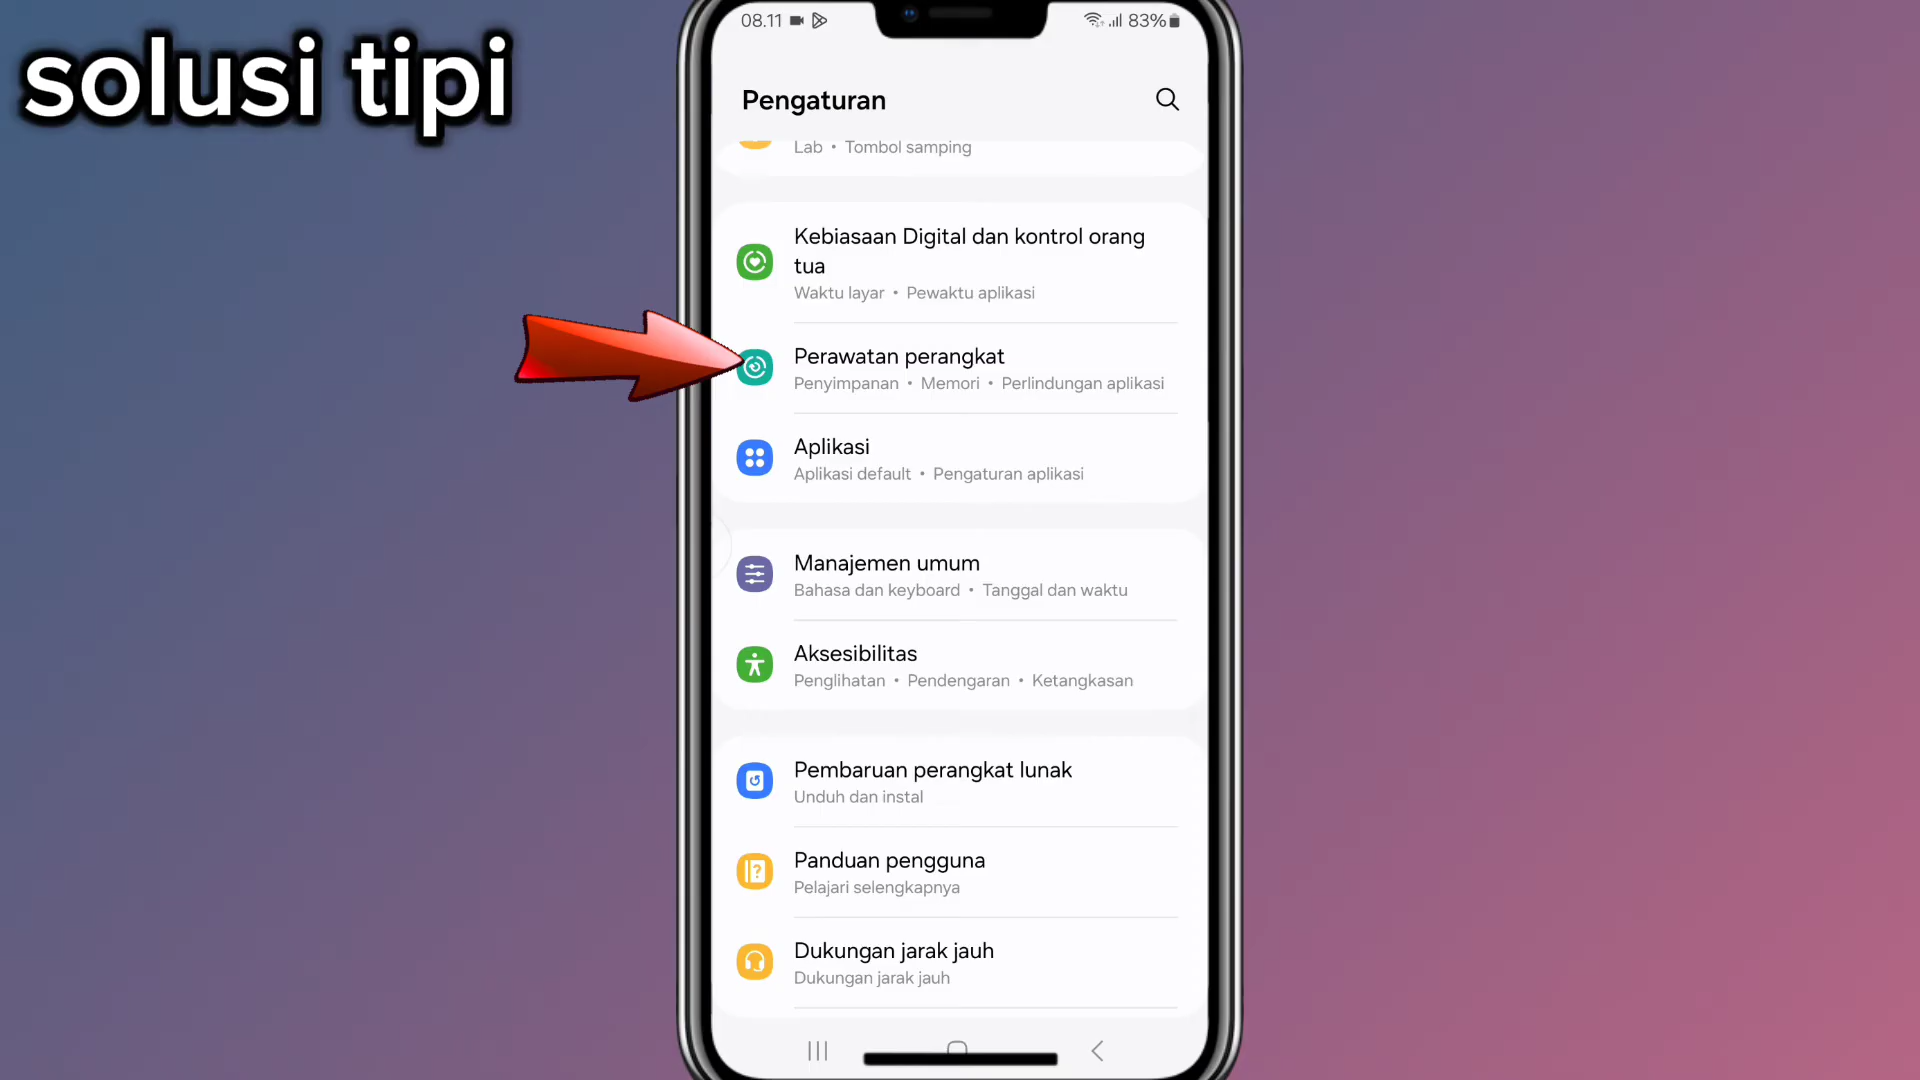 solusi tipi
08.11
83%
Pengaturan
Lab • Tombol samping
Kebiasaan Digital dan kontrol orang
tua
Waktu layar • Pewaktu aplikasi
Perawatan perangkat
Penyimpanan • Memori • Perlindungan aplikasi
Aplikasi
Aplikasi default • Pengaturan aplikasi
Manajemen umum
Bahasa dan keyboard • Tanggal dan waktu
Aksesibilitas
Penglihatan • Pendengaran • Ketangkasan
Pembaruan perangkat lunak
Unduh dan instal
Panduan pengguna
Pelajari selengkapnya
Dukungan jarak jauh
Dukungan jarak jauh